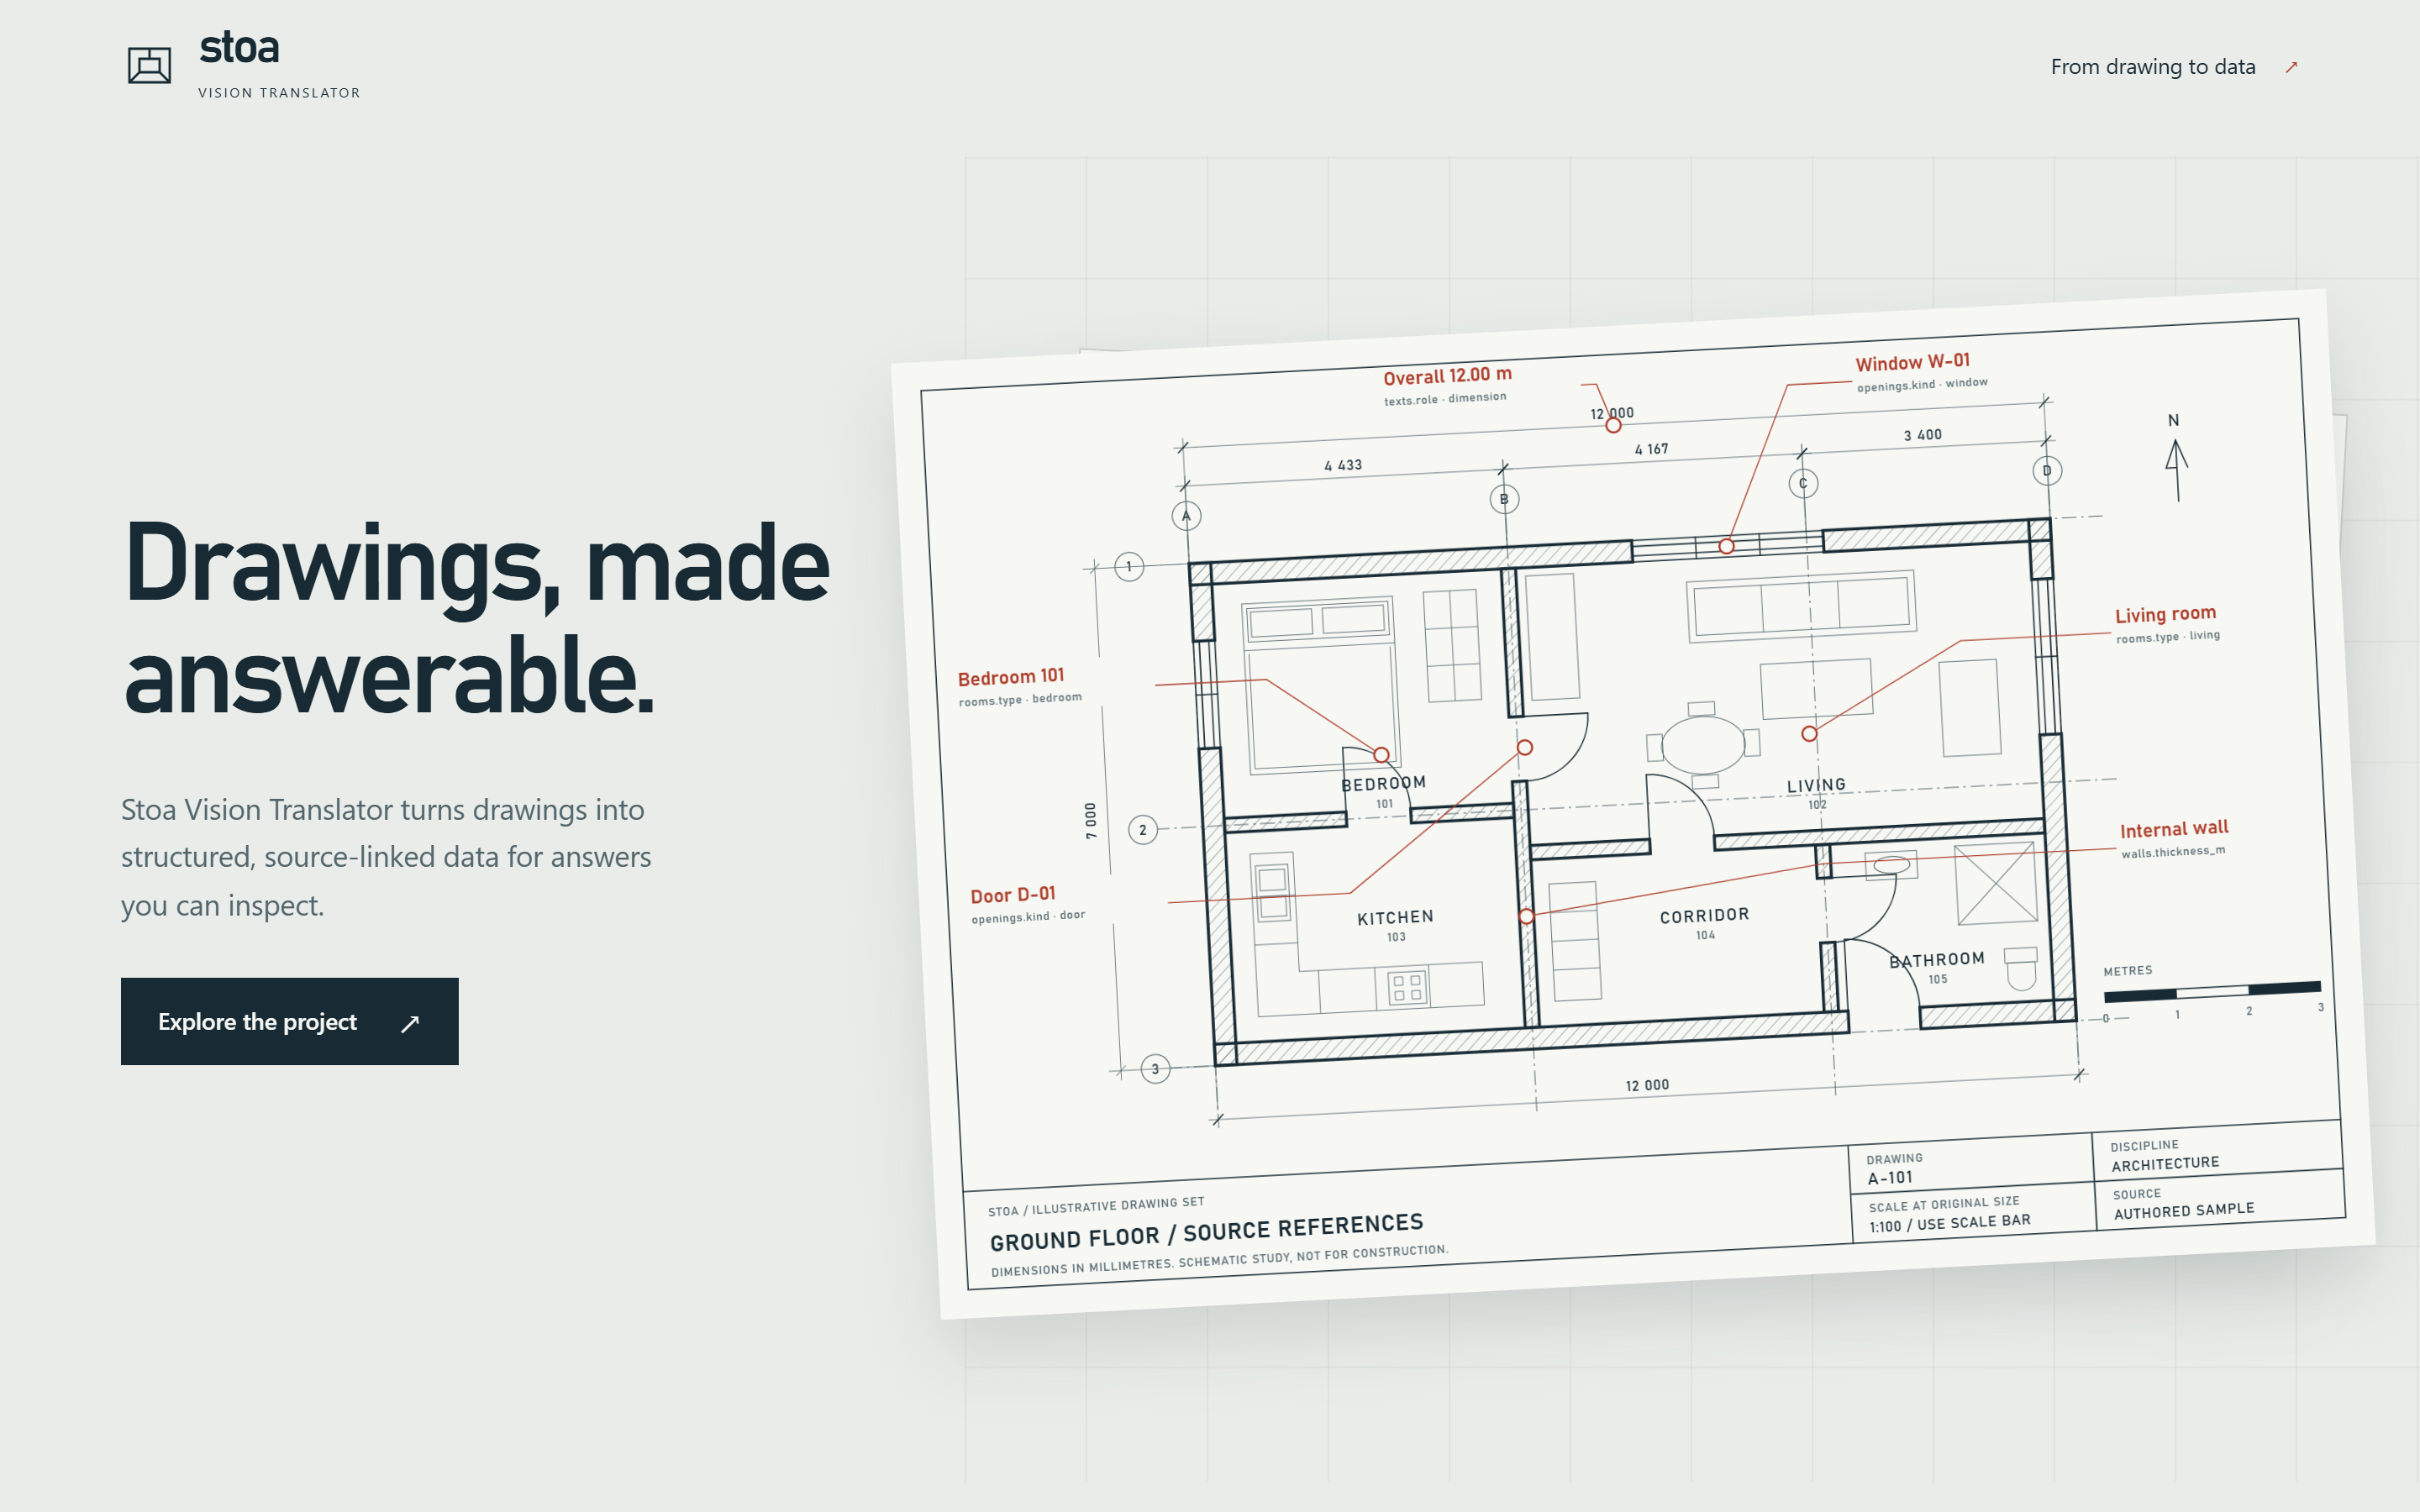 stoa
VISION TRANSLATOR
From drawing to data ↗
Drawings, made
answerable.
Stoa Vision Translator turns drawings into
structured, source-linked data for answers
you can inspect.
Explore the project ↗
Overall 12.00 m
texts.role · dimension
Window W-01
openings.kind · window
12 000
4 433
4 167
3 400
N
A
B
C
D
1
2
3
7 000
Bedroom 101
rooms.type · bedroom
Living room
rooms.type · living
BEDROOM
101
LIVING
102
Internal wall
walls.thickness_m
Door D-01
openings.kind · door
KITCHEN
103
CORRIDOR
104
BATHROOM
105
METRES
0 1 2 3
12 000
STOA / ILLUSTRATIVE DRAWING SET
GROUND FLOOR / SOURCE REFERENCES
DIMENSIONS IN MILLIMETRES. SCHEMATIC STUDY, NOT FOR CONSTRUCTION.
DRAWING
A-101
DISCIPLINE
ARCHITECTURE
SCALE AT ORIGINAL SIZE
1:100 / USE SCALE BAR
SOURCE
AUTHORED SAMPLE